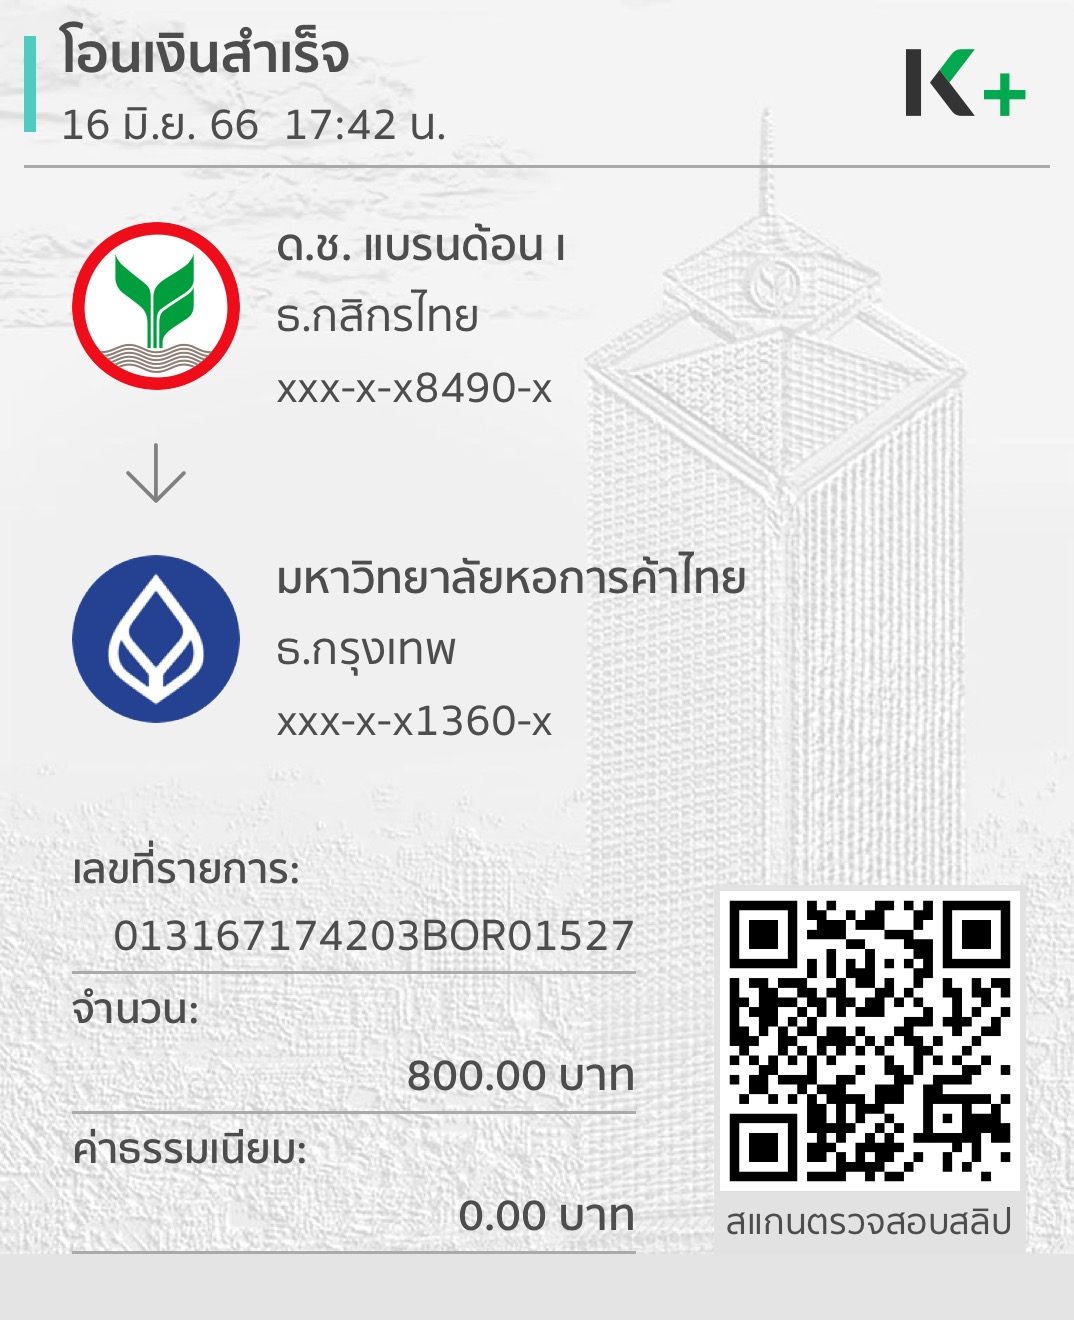 โอนเงินสำเร็จ
16 มิ.ย. 66 17:42 น.
K+
ด.ช. แบรนด้อน เ
ธ.กสิกรไทย
xxx-x-x8490-x
มหาวิทยาลัยหอการค้าไทย
ธ.กรุงเทพ
xxx-x-x1360-x
เลขที่รายการ:
013167174203BOR01527
จำนวน:
800.00 บาท
ค่าธรรมเนียม:
0.00 บาท
สแกนตรวจสอบสลิป